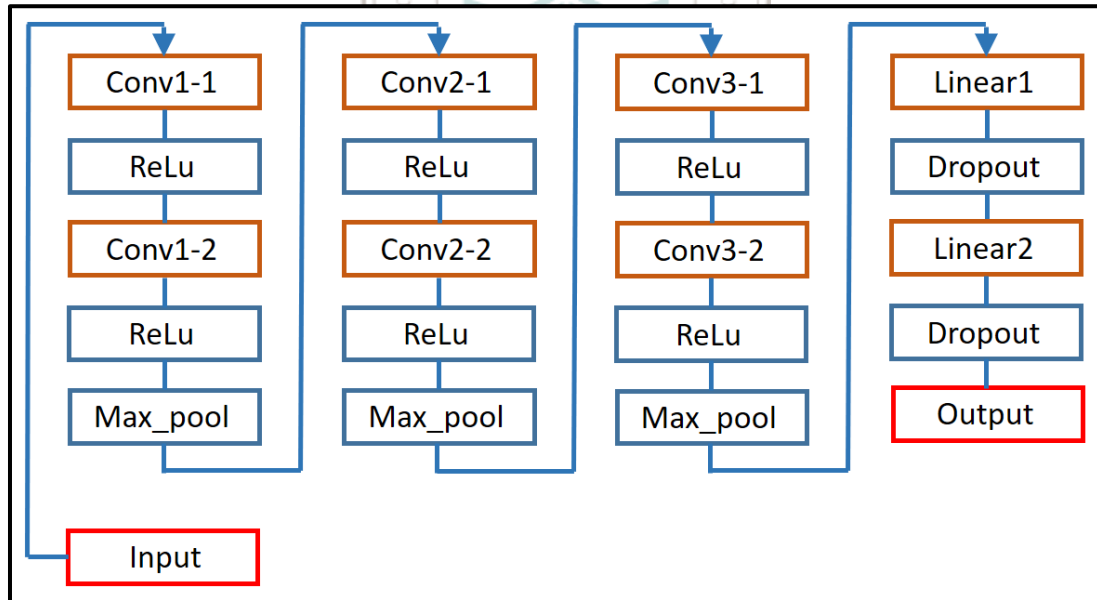 Conv1-1
ReLu
Conv1-2
ReLu
Max_pool
Conv2-1
ReLu
Conv2-2
ReLu
Max_pool
Conv3-1
ReLu
Conv3-2
ReLu
Max_pool
Linear1
Dropout
Linear2
Dropout
Output
Input